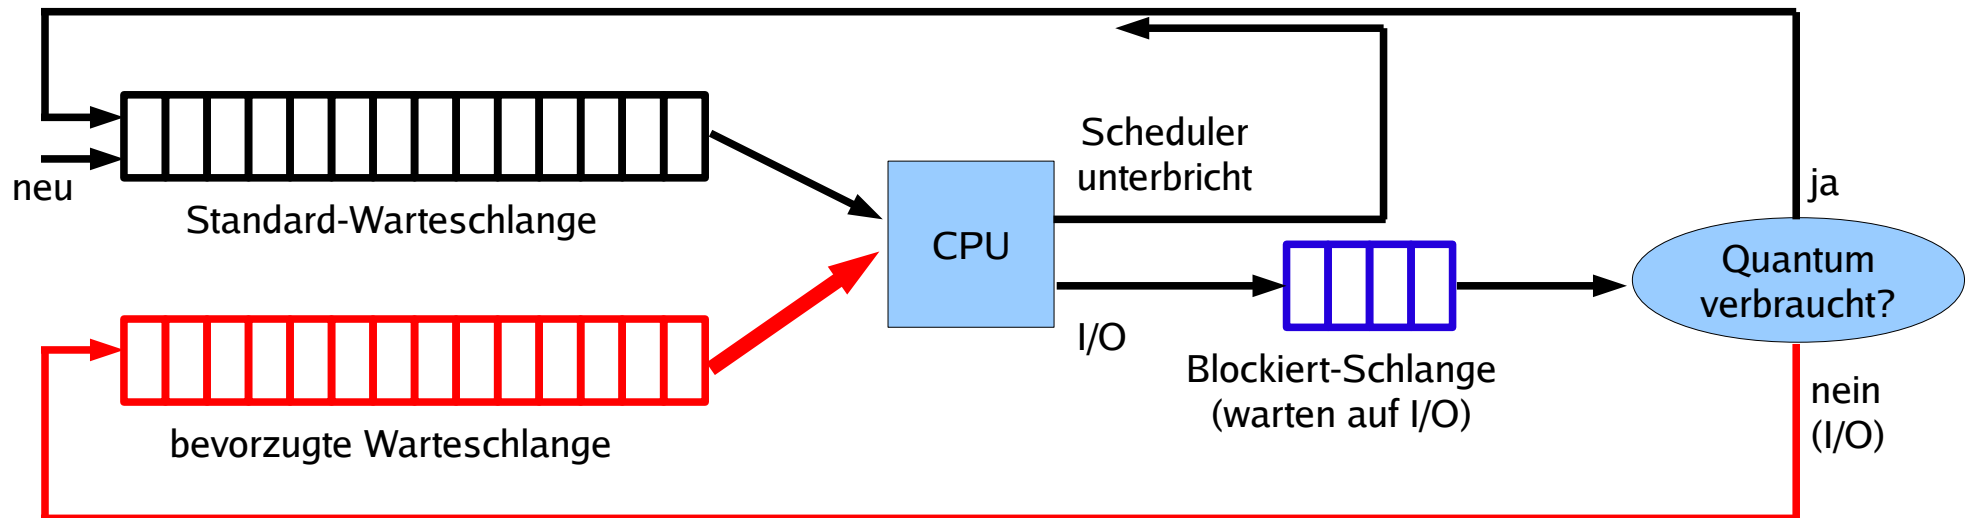 neu
Standard-Warteschlange
bevorzugte Warteschlange
CPU
Scheduler
unterbricht
I/O
Blockiert-Schlange
(warten auf I/O)
ja
Quantum
verbraucht?
nein
(I/O)